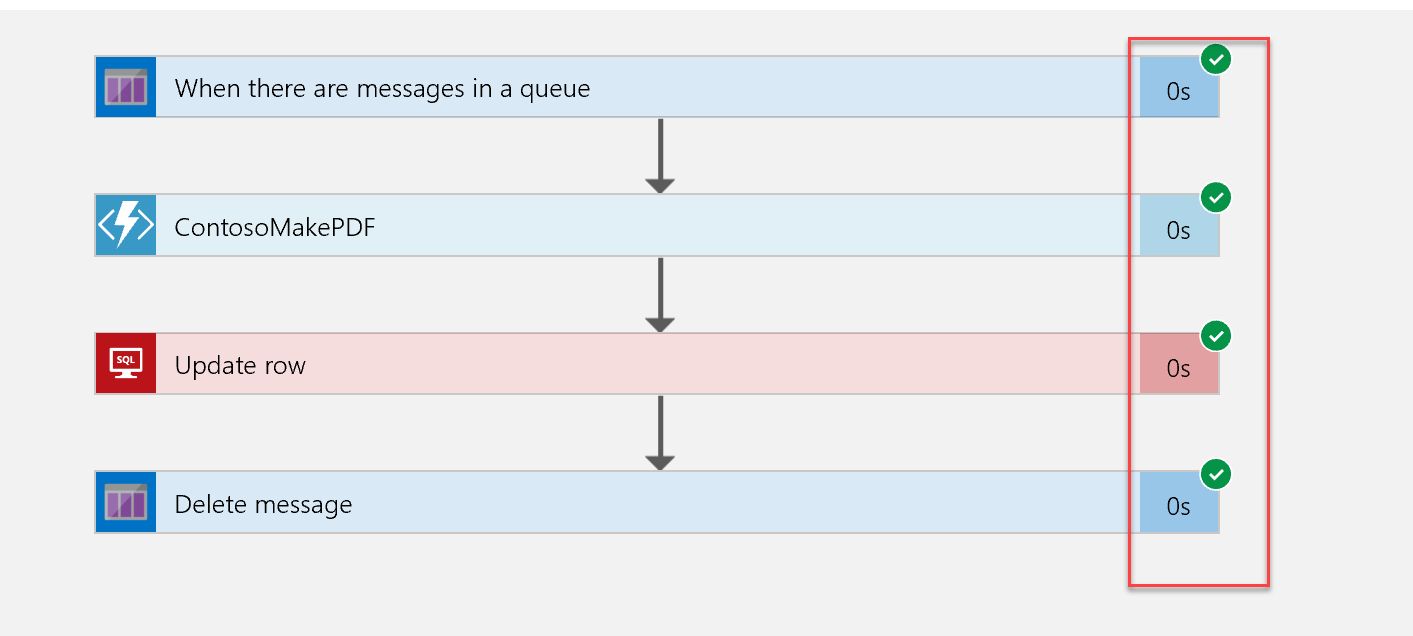 When there are messages in a queue
0s
ContosoMakePDF
0s
SQL
Update row
0s
Delete message
0s